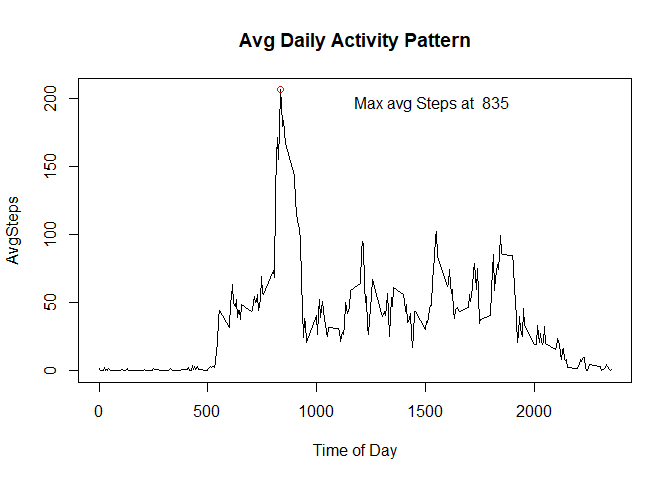 Avg Daily Activity Pattern
Max avg Steps at  835
AvgSteps
200
150
100
50
0
0 500 1000 1500 2000
Time of Day